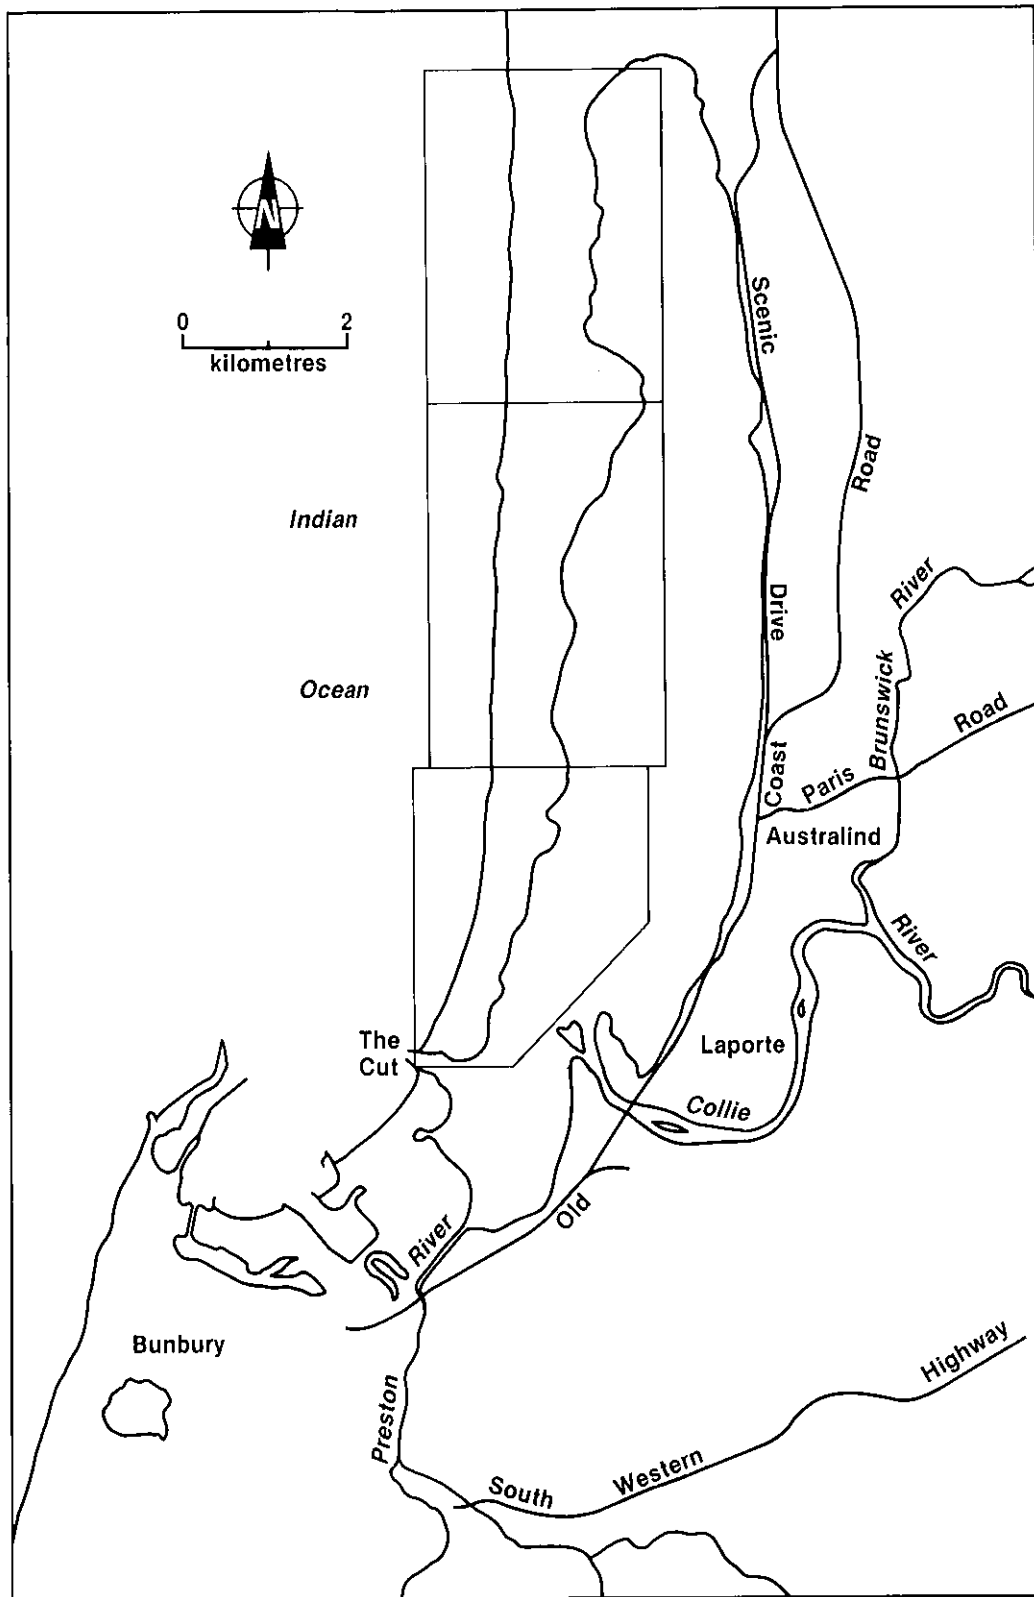 N
0 2
kilometres
Scenic
Road
Indian
River
Drive
Ocean
Brunswick
Road
Coast
Paris
Australind
River
The
Cut
Laporte
Collie
Old
River
Bunbury
Highway
Preston
Western
South